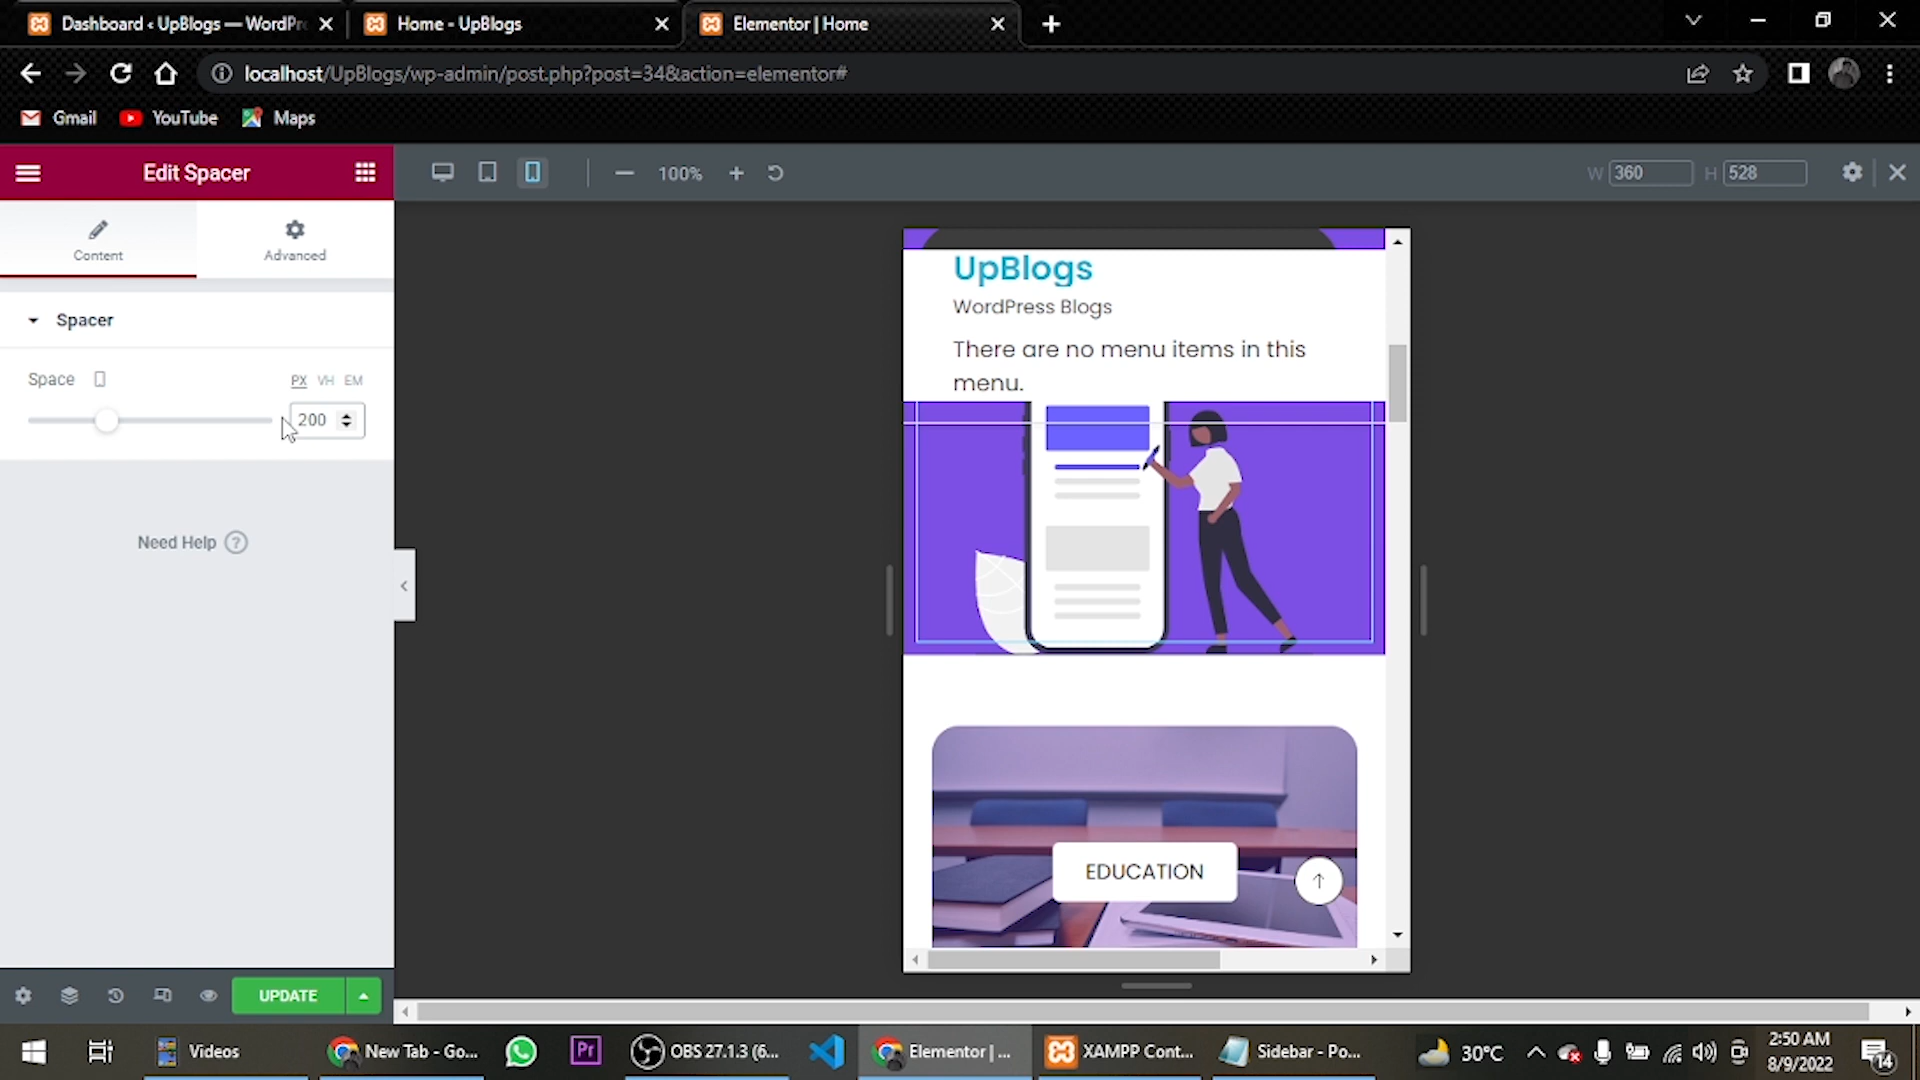 Dashboard ‹ UpBlogs — WordPr
Home - UpBlogs
Elementor | Home
localhost/UpBlogs/wp-admin/post.php?post=34&action=elementor#
Gmail
YouTube
Maps
Edit Spacer
100%
W 360
H 528
Content
Advanced
Spacer
Space
PX VH EM
200
Need Help ?
UpBlogs
WordPress Blogs
There are no menu items in this
menu.
EDUCATION
UPDATE
Videos
New Tab - Go...
Pr
OBS 27.1.3 (6...
Elementor | ...
XAMPP Cont...
Sidebar - Po...
30°C
2:50 AM
8/9/2022
14